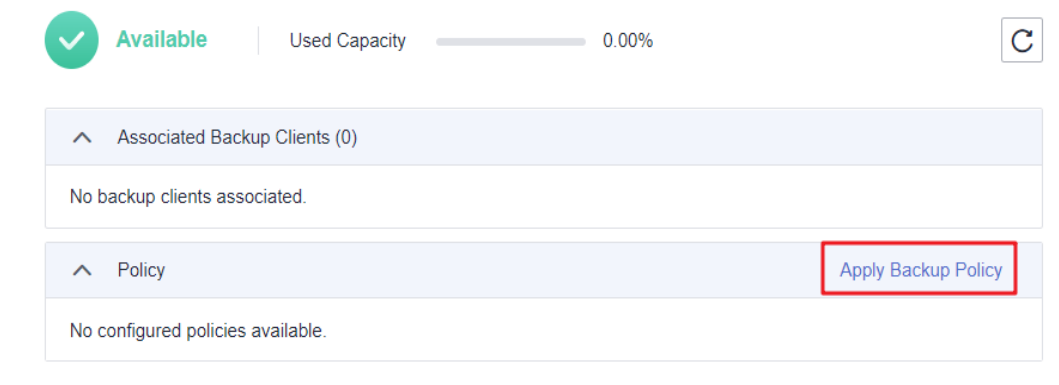 Available Used Capacity 0.00%
Associated Backup Clients (0)
No backup clients associated.
Policy Apply Backup Policy
No configured policies available.